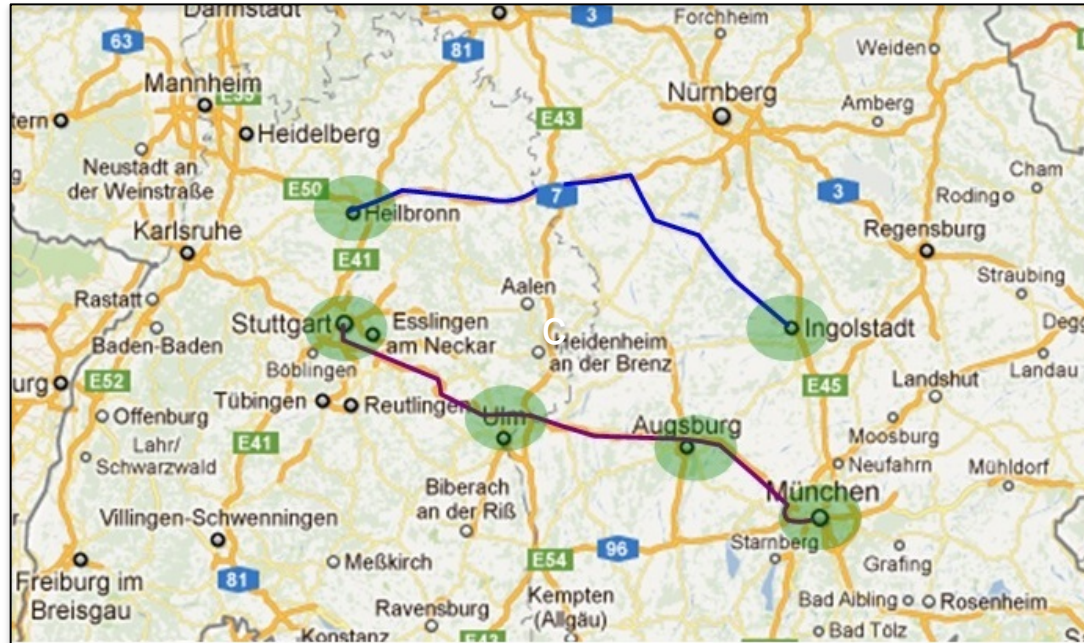 Darmstadt
3
Forchheim
63
81
Weiden
Mannheim
Nürnberg
Amberg
E43
Heidelberg
Neustadt an
der Weinstraße
Cham
E50
7
3
Roding
Heilbronn
Karlsruhe
Regensburg
E41
Straubing
Rastatt
Aalen
Stuttgart
Esslingen
am Neckar
C
Ingolstadt
Baden-Baden
Heidenheim
an der Brenz
Böblingen
Landau
E52
E45
Landshut
Tübingen
Reutlingen
Ulm
Offenburg
Augsburg
Moosburg
E41
Lahr/
Schwarzwald
Neufahrn
Mühldorf
Biberach
an der Riß
München
Villingen-Schwenningen
96
Starnberg
Grafing
Meßkirch
E54
Freiburg im
Breisgau
81
Kempten
(Allgäu)
Bad Aibling
Rosenheim
Ravensburg
Bad Tölz
Konstanz